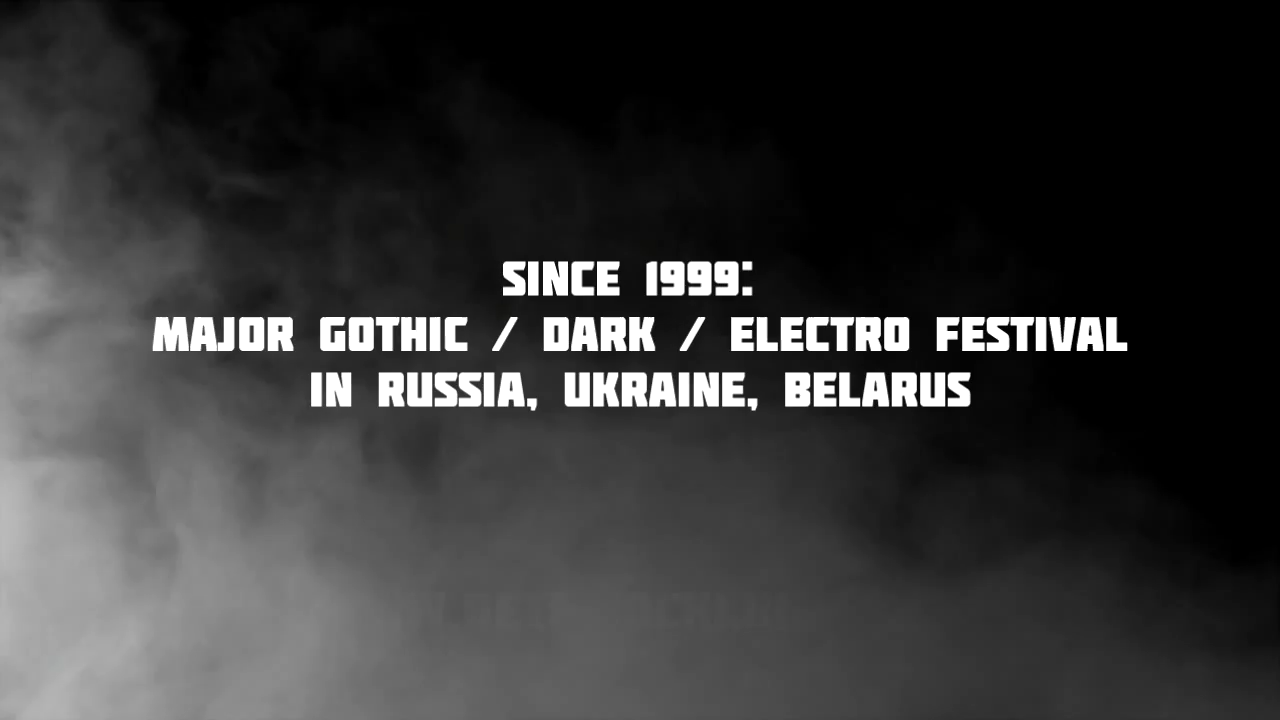 SINCE 1999:
MAJOR GOTHIC / DARK / ELECTRO FESTIVAL
IN RUSSIA, UKRAINE, BELARUS